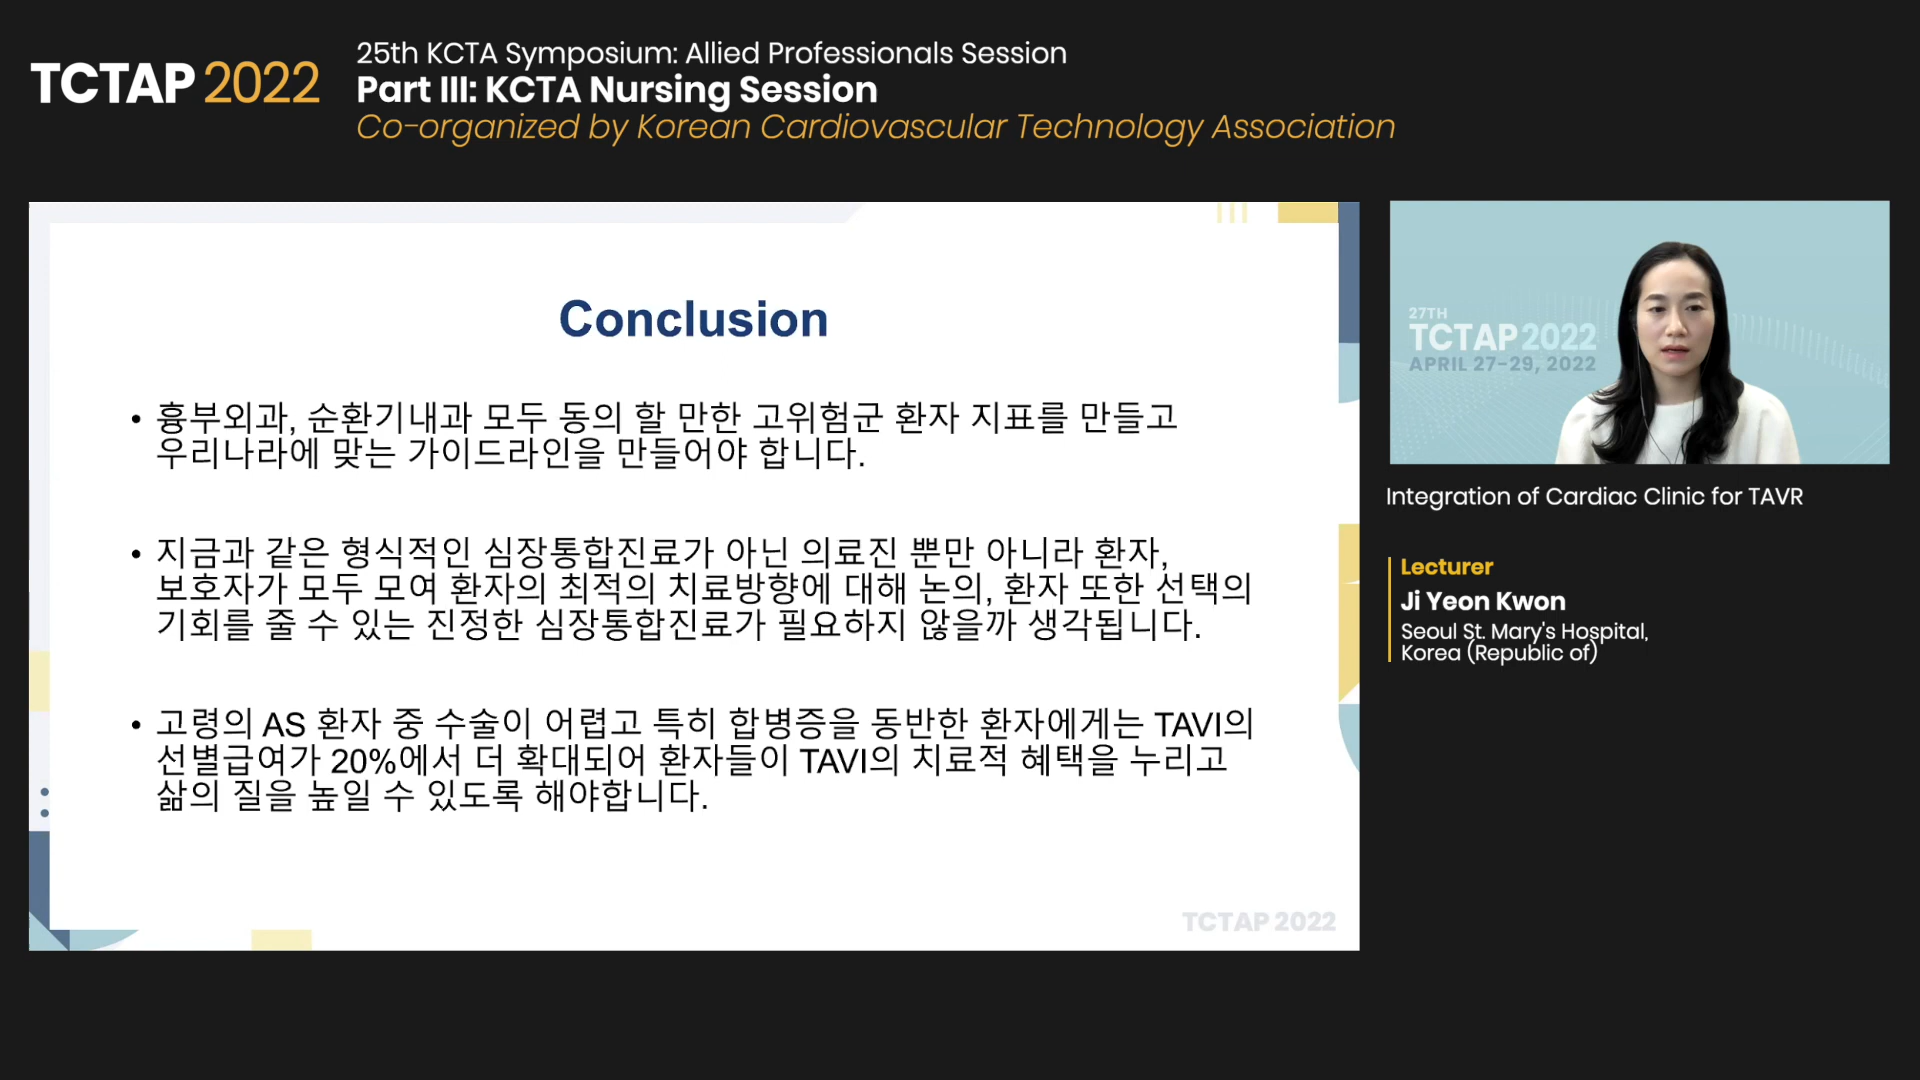 TCTAP 2022
25th KCTA Symposium: Allied Professionals Session
Part III: KCTA Nursing Session
Co-organized by Korean Cardiovascular Technology Association
Conclusion
• 흉부외과, 순환기내과 모두 동의 할 만한 고위험군 환자 지표를 만들고
우리나라에 맞는 가이드라인을 만들어야 합니다.
• 지금과 같은 형식적인 심장통합진료가 아닌 의료진 뿐만 아니라 환자,
보호자가 모두 모여 환자의 최적의 치료방향에 대해 논의, 환자 또한 선택의
기회를 줄 수 있는 진정한 심장통합진료가 필요하지 않을까 생각됩니다.
• 고령의 AS 환자 중 수술이 어렵고 특히 합병증을 동반한 환자에게는 TAVI의
선별급여가 20%에서 더 확대되어 환자들이 TAVI의 치료적 혜택을 누리고
삶의 질을 높일 수 있도록 해야합니다.
TCTAP 2022
27TH
TCTAP 2022
APRIL 27-29, 2022
Integration of Cardiac Clinic for TAVR
Lecturer
Ji Yeon Kwon
Seoul St. Mary's Hospital,
Korea (Republic of)